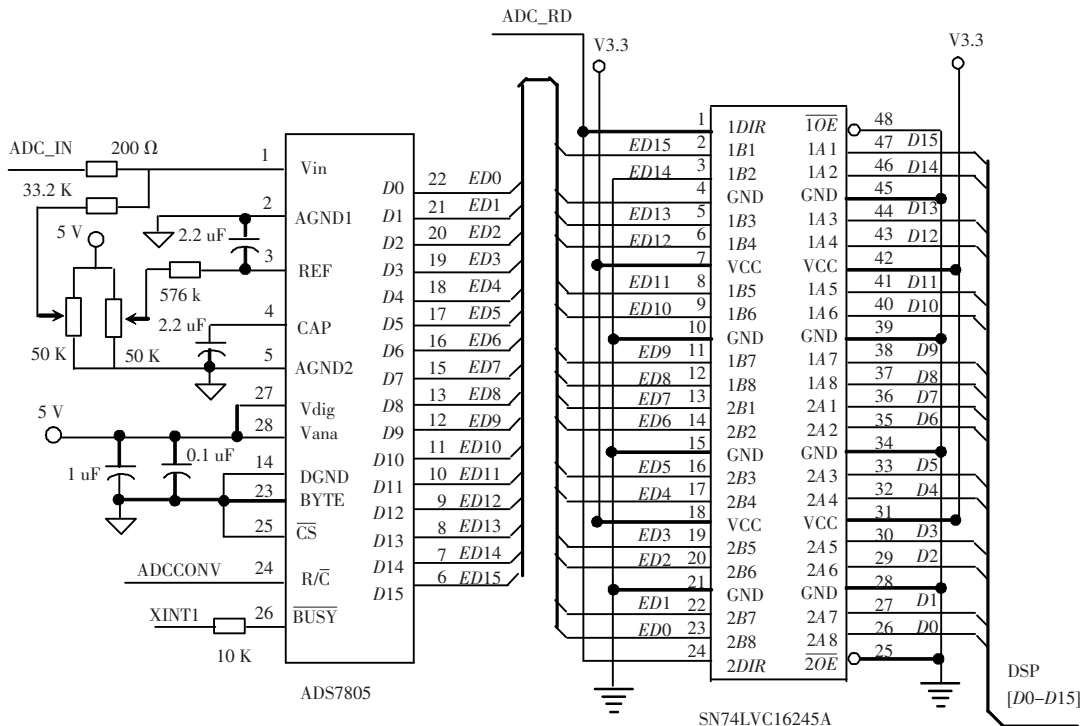 ADC_RD
V3.3
V3.3
ADC_IN
200 Ω
33.2 K
5 V
2.2 uF
576 k
2.2 uF
50 K
50 K
5 V
1 uF
0.1 uF
ADCCONV
XINT1
10 K
1 Vin
2 AGND1
3 REF
4 CAP
5 AGND2
27 Vdig
28 Vana
14 DGND
23 BYTE
25 C̅S̅
24 R/C̅
26 B̅U̅S̅Y̅
D0 22 ED0
D1 21 ED1
D2 20 ED2
D3 19 ED3
D4 18 ED4
D5 17 ED5
D6 16 ED6
D7 15 ED7
D8 13 ED8
D9 12 ED9
D10 11 ED10
D11 10 ED11
D12 9 ED12
D13 8 ED13
D14 7 ED14
D15 6 ED15
ADS7805
1 1DIR
ED15 2 1B1
ED14 3 1B2
4 GND
ED13 5 1B3
ED12 6 1B4
7 VCC
ED11 8 1B5
ED10 9 1B6
10 GND
ED9 11 1B7
ED8 12 1B8
ED7 13 2B1
ED6 14 2B2
15 GND
ED5 16 2B3
ED4 17 2B4
18 VCC
ED3 19 2B5
ED2 20 2B6
21 GND
ED1 22 2B7
ED0 23 2B8
24 2DIR
1̅O̅E̅ 48
1A1 47 D15
1A2 46 D14
GND 45
1A3 44 D13
1A4 43 D12
VCC 42
1A5 41 D11
1A6 40 D10
GND 39
1A7 38 D9
1A8 37 D8
2A1 36 D7
2A2 35 D6
GND 34
2A3 33 D5
2A4 32 D4
VCC 31
2A5 30 D3
2A6 29 D2
GND 28
2A7 27 D1
2A8 26 D0
2̅O̅E̅ 25
SN74LVC16245A
DSP
[D0-D15]